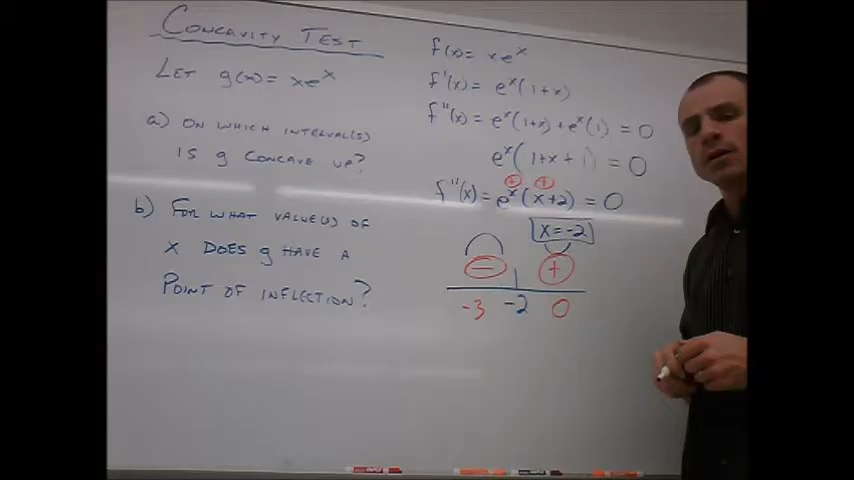 CONCAVITY TEST
LET g(x) = xe^x
a) ON WHICH INTERVAL(S)
IS g CONCAVE UP?
b) FOR WHAT VALUE(S) OF
X DOES g HAVE A
POINT OF INFLECTION?
f(x) = xe^x
f'(x) = e^x(1+x)
f''(x) = e^x(1+x) + e^x(1) = 0
e^x(1+x+1) = 0
+ +
f''(x) = e^x(x+2) = 0
x = -2
- +
-3 -2 0